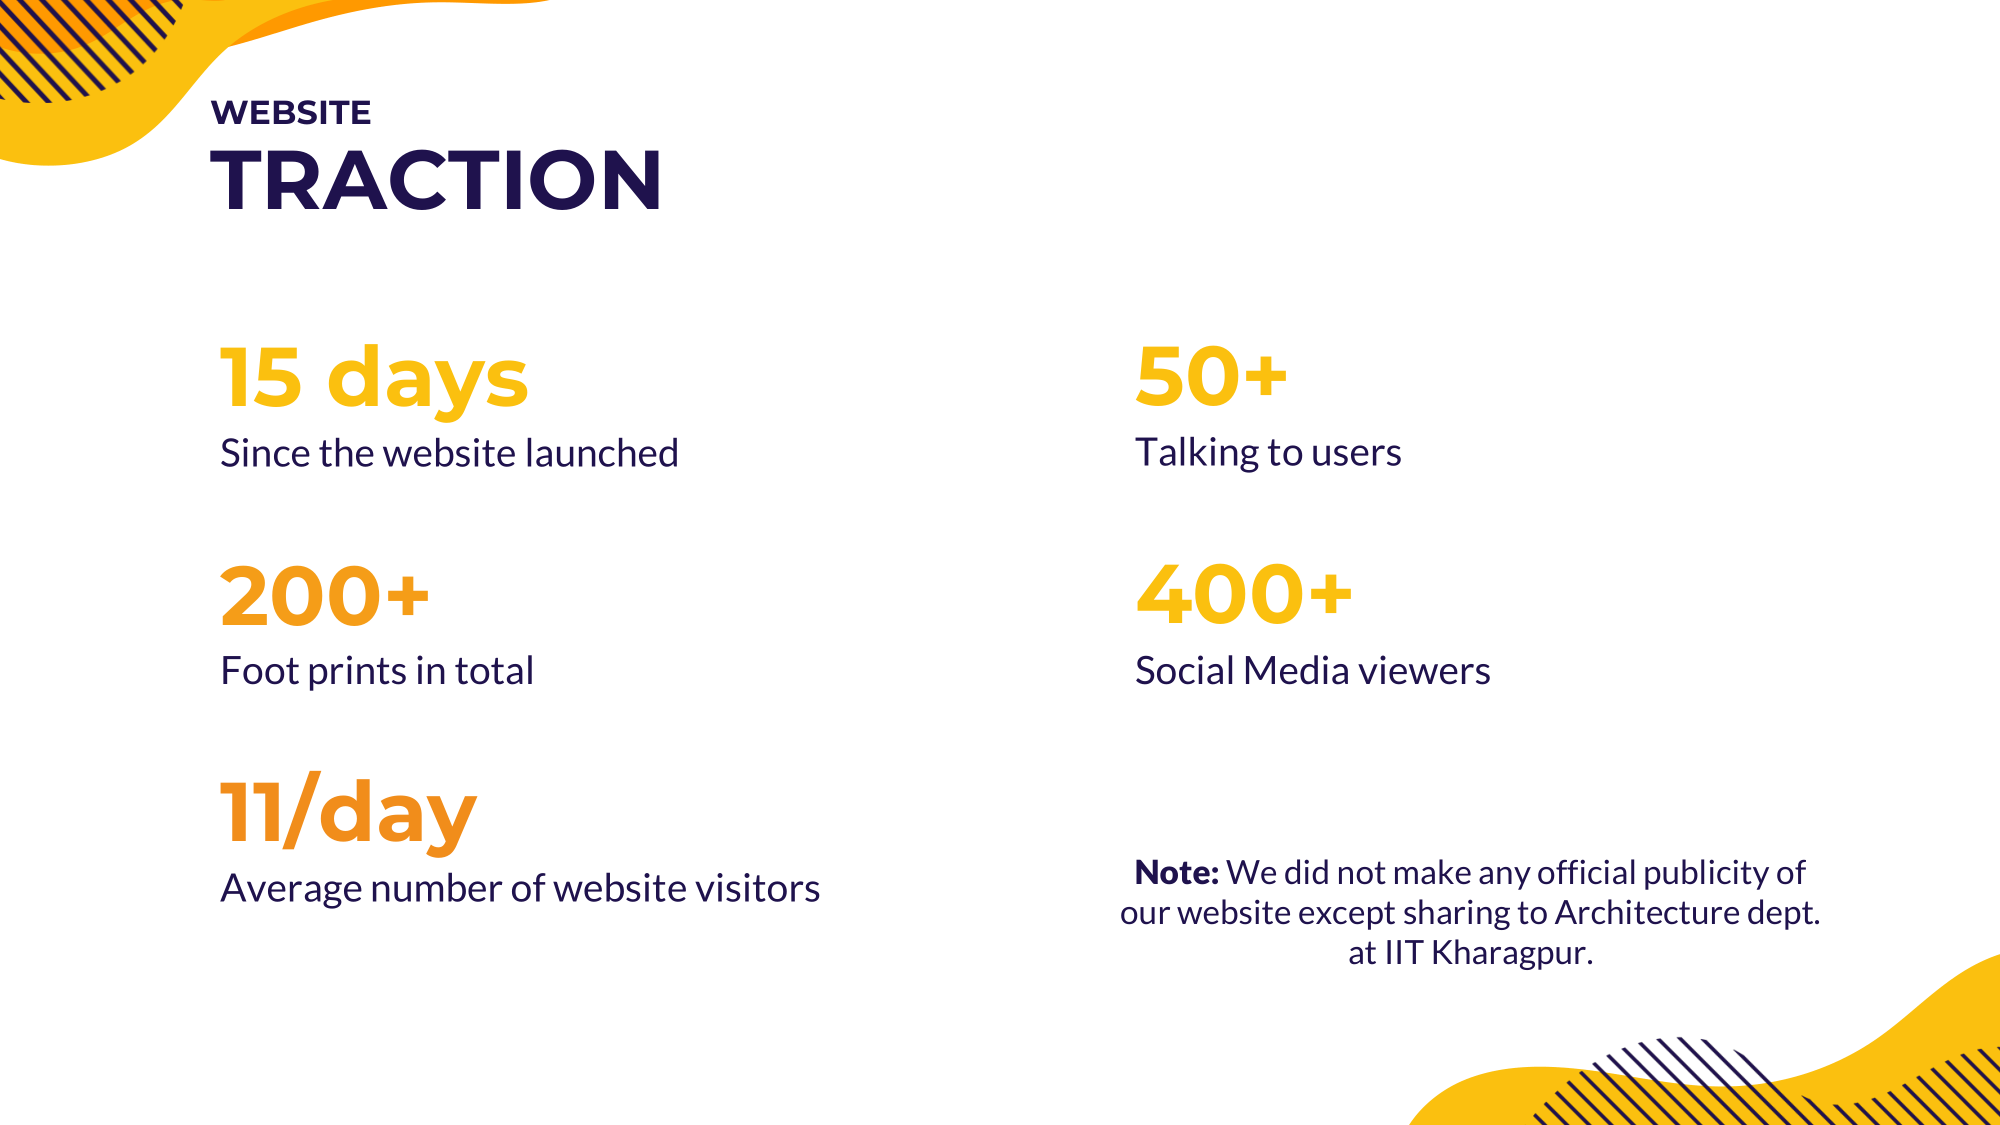 WEBSITE
TRACTION
15 days
Since the website launched
200+
Foot prints in total
11/day
Average number of website visitors
50+
Talking to users
400+
Social Media viewers
Note: We did not make any official publicity of
our website except sharing to Architecture dept.
at IIT Kharagpur.